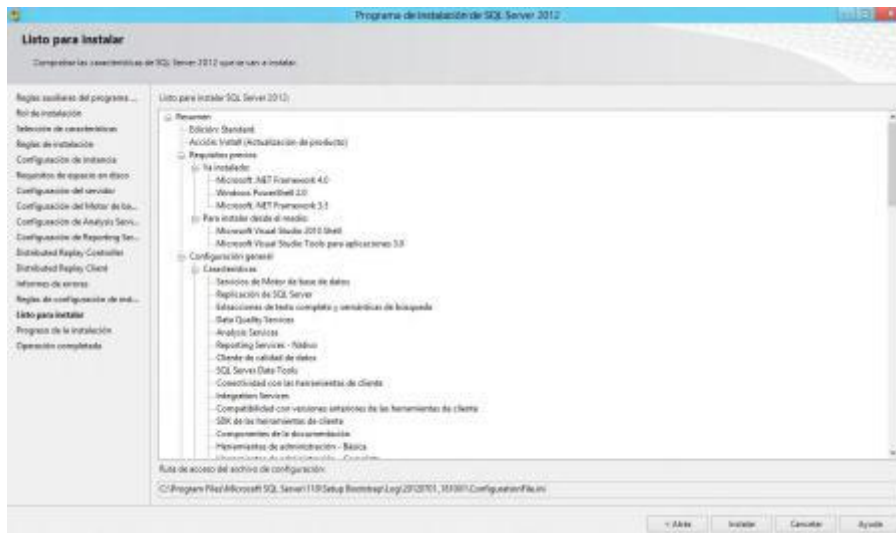 Programa de instalación de SQL Server 2012
Listo para instalar
Comprobar las características de SQL Server 2012 que se van a instalar.
Reglas auxiliares del programa ...
Rol de instalación
Selección de características
Reglas de instalación
Configuración de instancia
Requisitos de espacio en disco
Configuración del servidor
Configuración del Motor de ba...
Configuración de Analysis Serv...
Configuración de Reporting Ser...
Distributed Replay Controller
Distributed Replay Client
Informes de errores
Reglas de configuración de inst...
Listo para instalar
Progreso de la instalación
Operación completada
Listo para instalar SQL Server 2012:
Resumen
Edición: Standard
Acción: Install (Actualización de producto)
Requisitos previos
Ya instalado:
Microsoft .NET Framework 4.0
Windows PowerShell 2.0
Microsoft .NET Framework 3.5
Para instalar desde el medio:
Microsoft Visual Studio 2010 Shell
Microsoft Visual Studio Tools para aplicaciones 3.0
Configuración general
Características
Servicios de Motor de base de datos
Replicación de SQL Server
Extracciones de texto completo y semánticas de búsqueda
Data Quality Services
Analysis Services
Reporting Services - Nativo
Cliente de calidad de datos
SQL Server Data Tools
Conectividad con las herramientas de cliente
Integration Services
Compatibilidad con versiones anteriores de las herramientas de cliente
SDK de las herramientas de cliente
Componentes de la documentación
Herramientas de administración - Básica
Ruta de acceso del archivo de configuración:
C:\Program Files\Microsoft SQL Server\110\Setup Bootstrap\Log\
< Atrás
Instalar
Cancelar
Ayuda